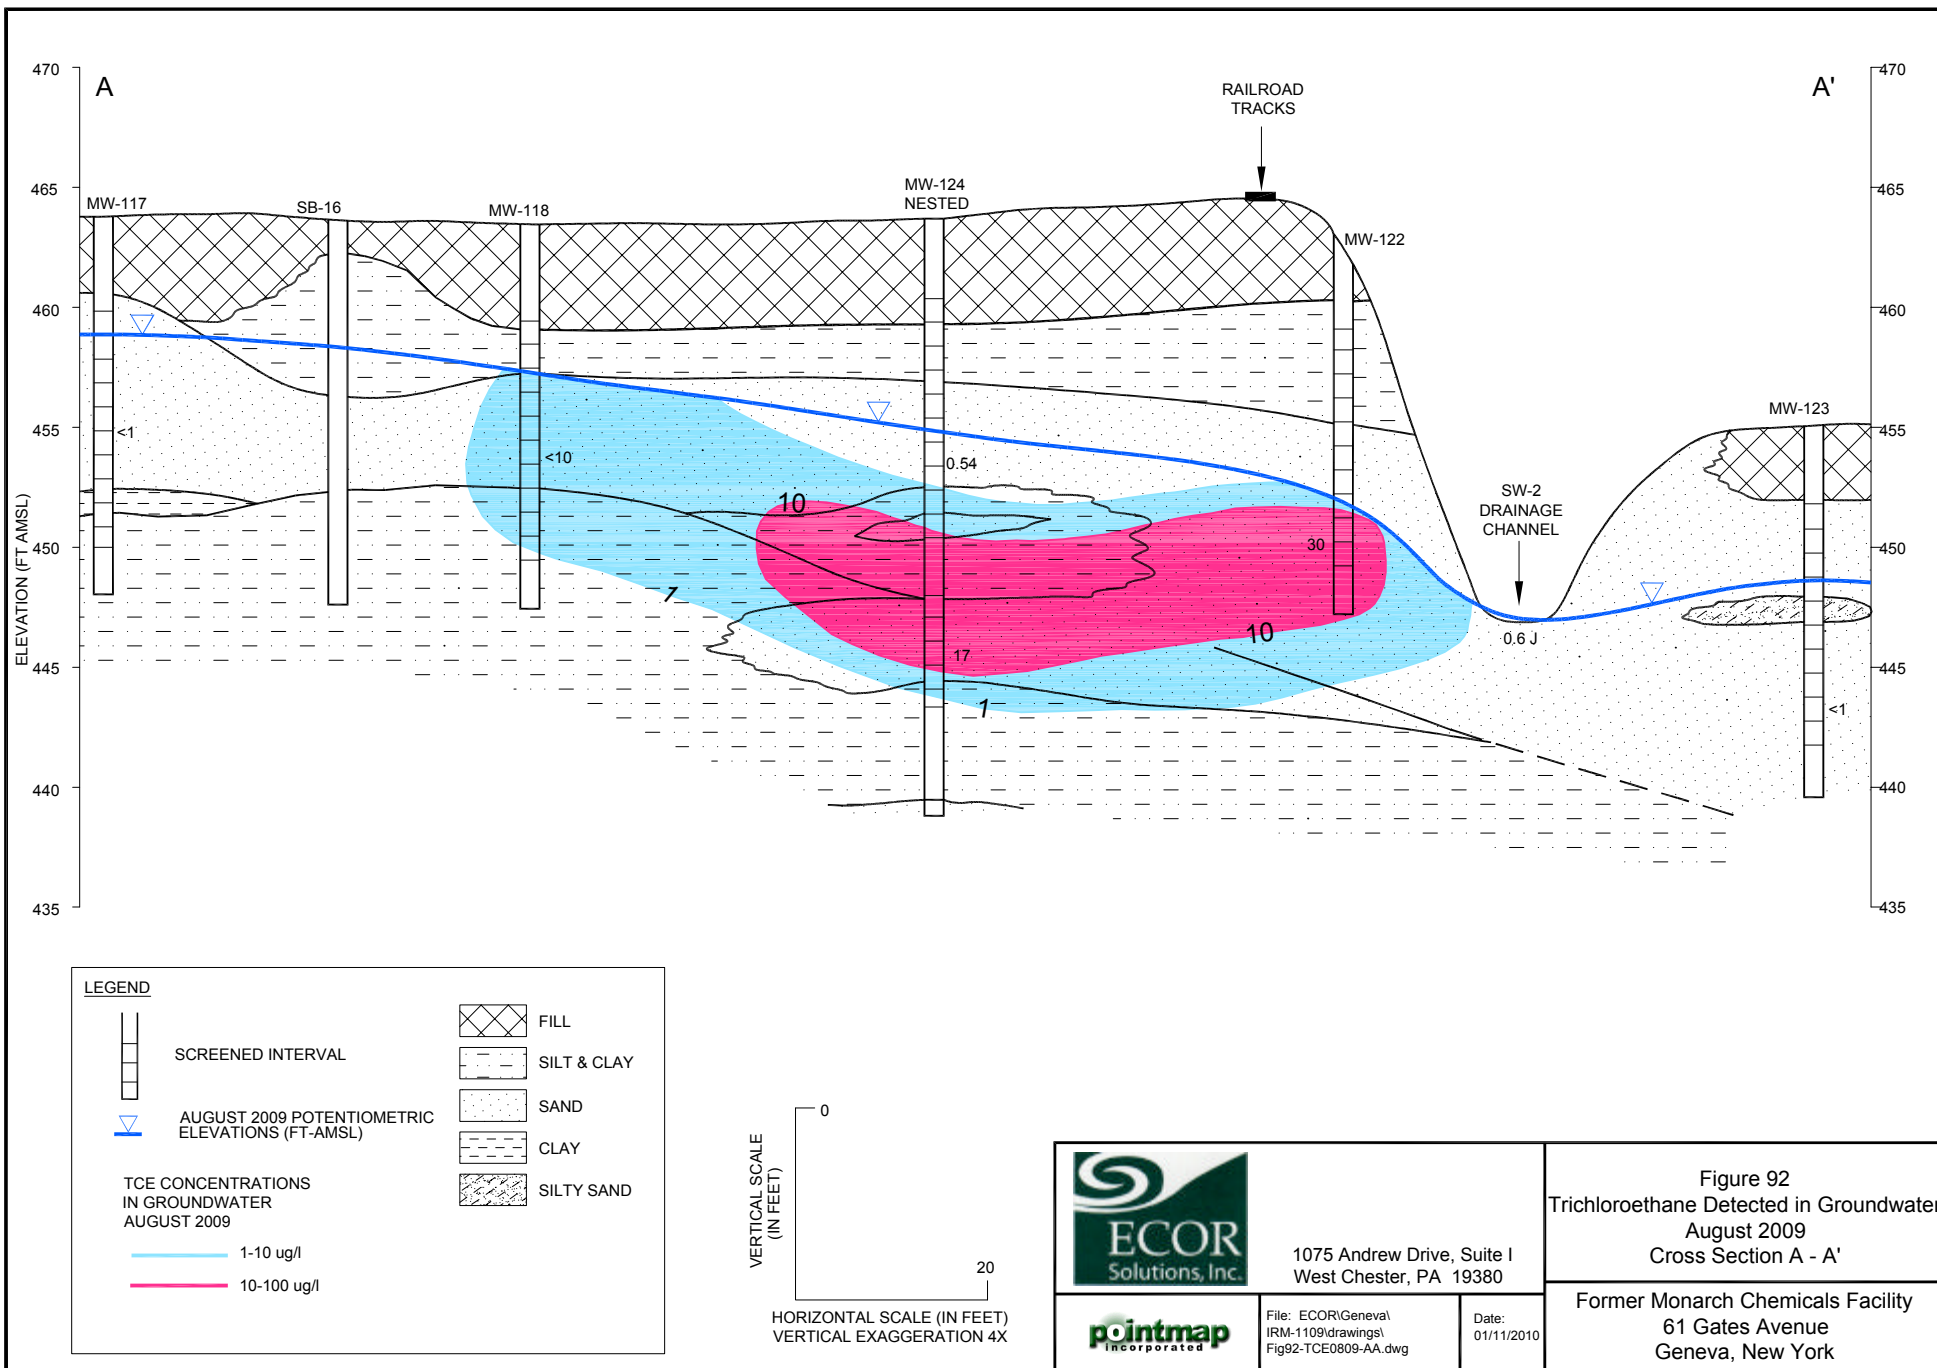 A
A'
470
465
460
455
450
445
440
435
ELEVATION (FT AMSL)
470
465
460
455
450
445
440
435
MW-117
SB-16
MW-118
MW-124
NESTED
RAILROAD
TRACKS
MW-122
SW-2
DRAINAGE
CHANNEL
MW-123
<1
<10
0.54
10
30
1
10
17
0.6 J
1
<1
LEGEND
SCREENED INTERVAL
AUGUST 2009 POTENTIOMETRIC
ELEVATIONS (FT-AMSL)
TCE CONCENTRATIONS
IN GROUNDWATER
AUGUST 2009
1-10 ug/l
10-100 ug/l
FILL
SILT & CLAY
SAND
CLAY
SILTY SAND
0
VERTICAL SCALE
(IN FEET)
20
HORIZONTAL SCALE (IN FEET)
VERTICAL EXAGGERATION 4X
ECOR
Solutions, Inc.
1075 Andrew Drive, Suite I
West Chester, PA 19380
pointmap
incorporated
File: ECOR\Geneva\
IRM-1109\drawings\
Fig92-TCE0809-AA.dwg
Date:
01/11/2010
Figure 92
Trichloroethane Detected in Groundwater
August 2009
Cross Section A - A'
Former Monarch Chemicals Facility
61 Gates Avenue
Geneva, New York